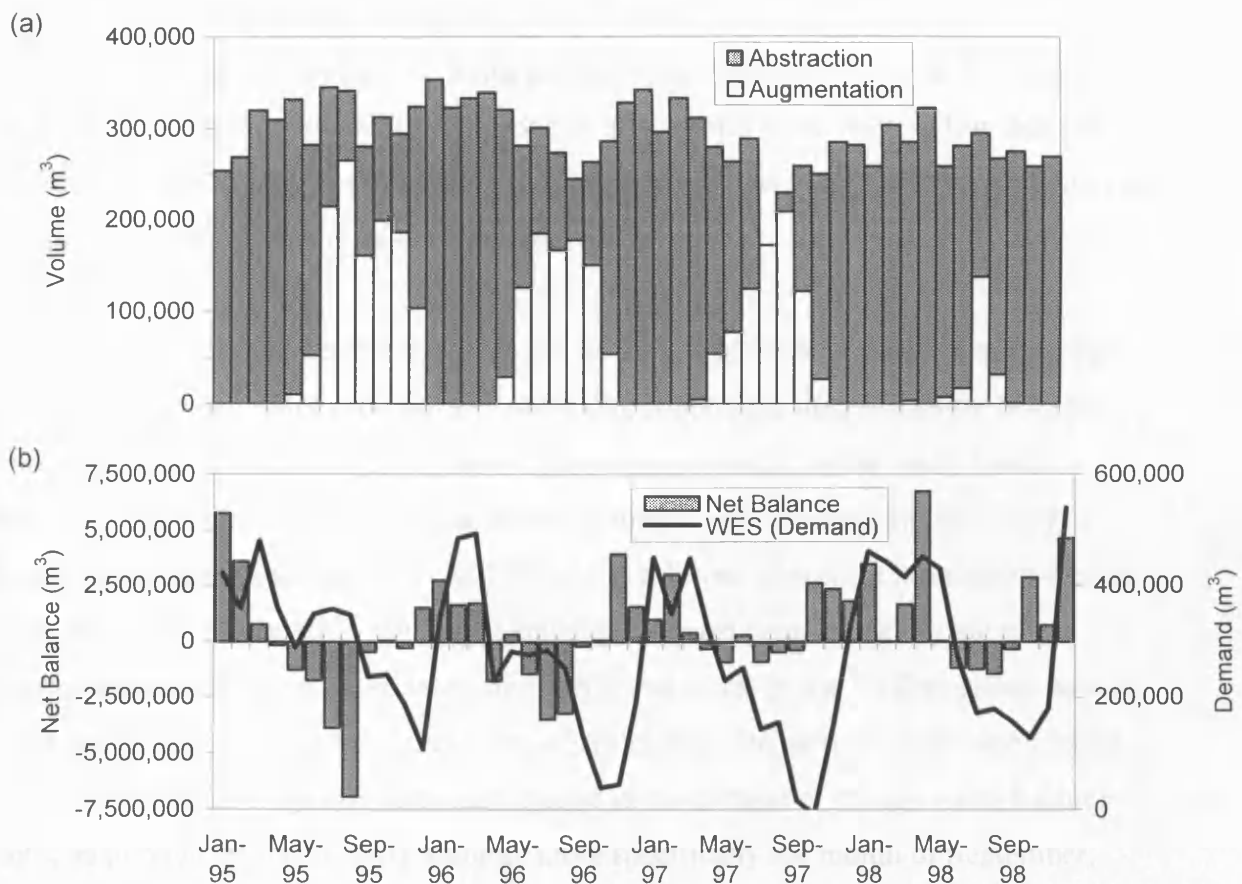 (a)
400,000
300,000
200,000
100,000
0
Volume (m³)
Abstraction
Augmentation
(b)
7,500,000
5,000,000
2,500,000
0
-2,500,000
-5,000,000
-7,500,000
Net Balance (m³)
Net Balance
WES (Demand)
600,000
400,000
200,000
0
Demand (m³)
Jan- May- Sep- Jan- May- Sep- Jan- May- Sep- Jan- May- Sep-
95 95 95 96 96 96 97 97 97 98 98 98